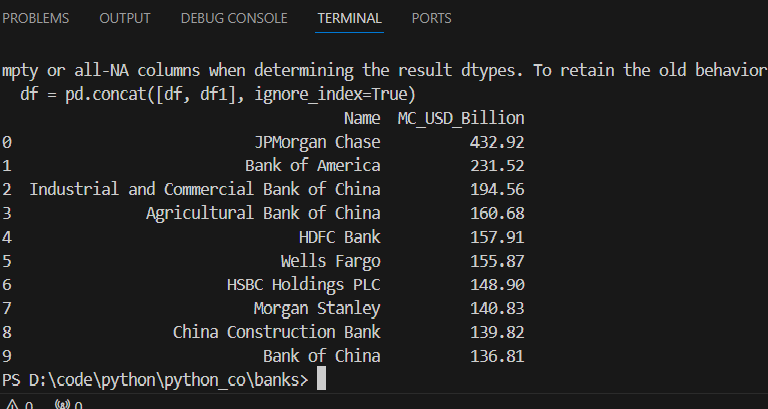 PROBLEMS OUTPUT DEBUG CONSOLE TERMINAL PORTS
mpty or all-NA columns when determining the result dtypes. To retain the old behavior
df = pd.concat([df, df1], ignore_index=True)
Name MC_USD_Billion
0 JPMorgan Chase 432.92
1 Bank of America 231.52
2 Industrial and Commercial Bank of China 194.56
3 Agricultural Bank of China 160.68
4 HDFC Bank 157.91
5 Wells Fargo 155.87
6 HSBC Holdings PLC 148.90
7 Morgan Stanley 140.83
8 China Construction Bank 139.82
9 Bank of China 136.81
PS D:\code\python\python_co\banks>
0 0